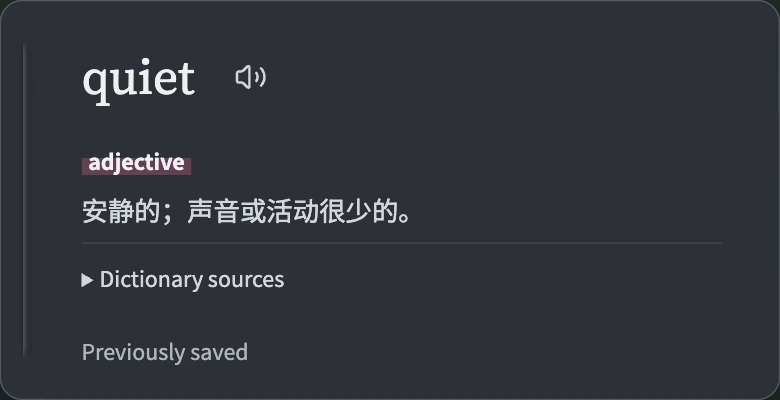 quiet
adjective
安静的；声音或活动很少的。
Dictionary sources
Previously saved